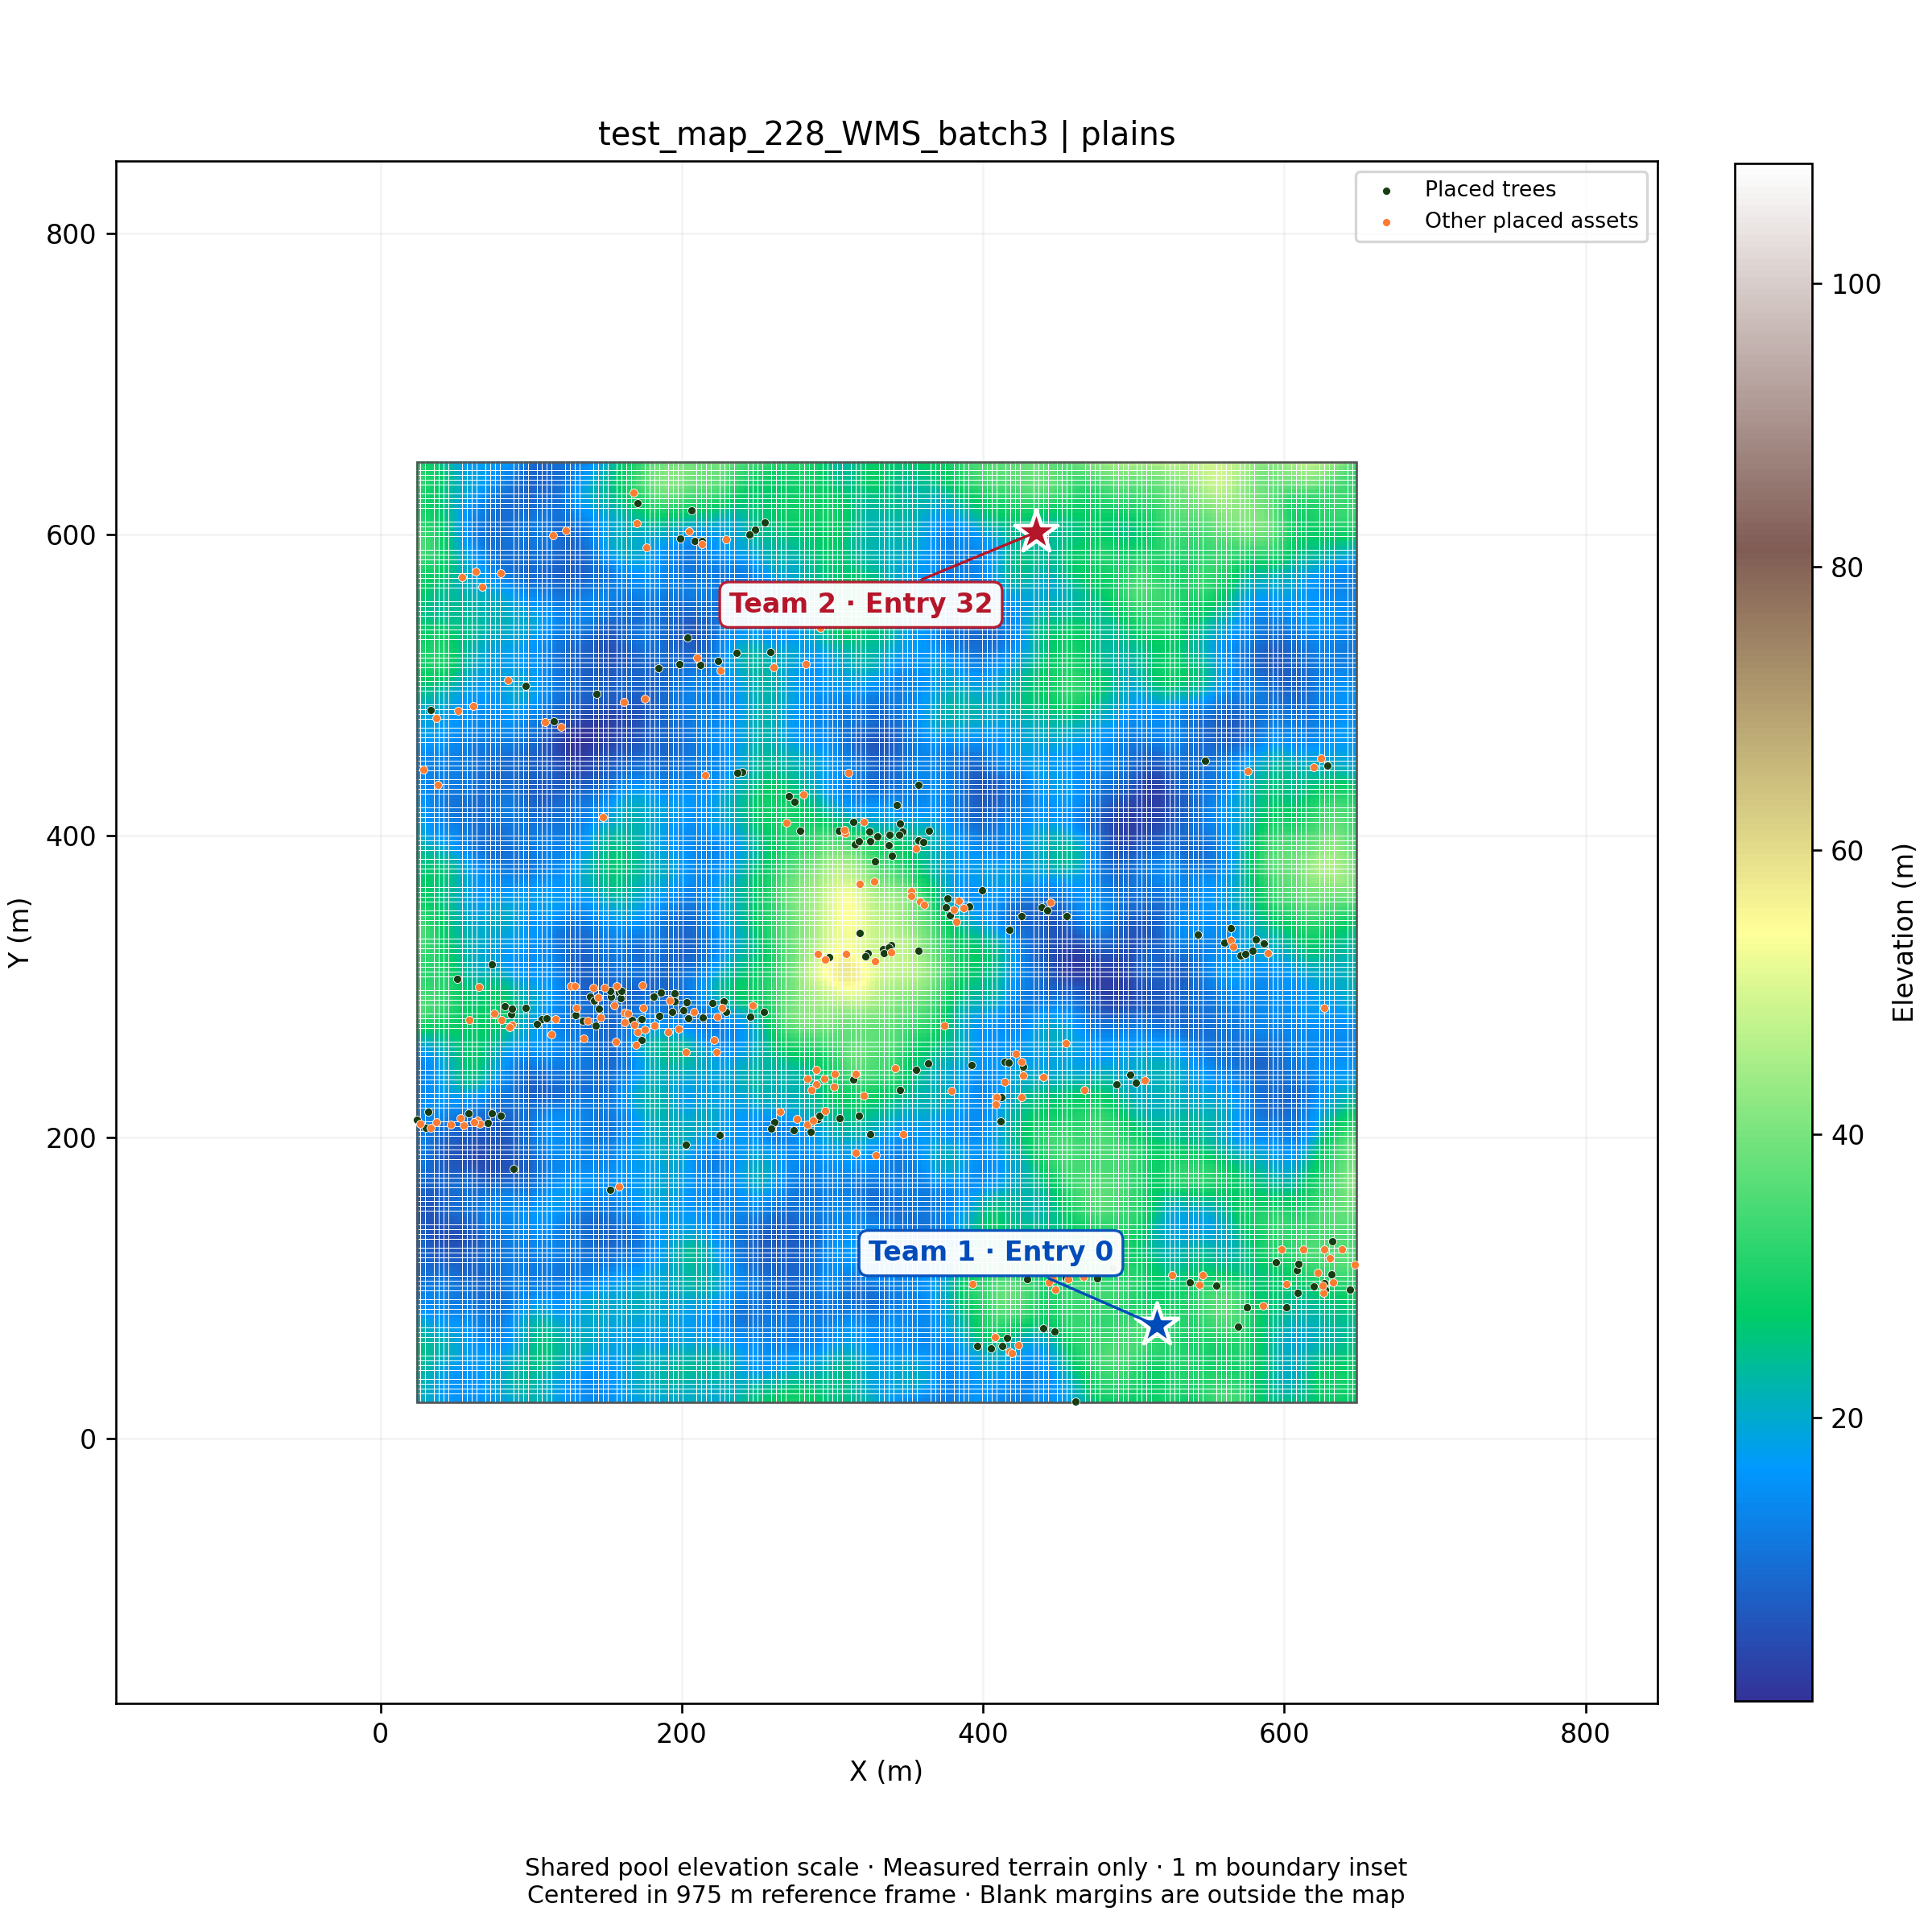 test_map_228_WMS_batch3 | plains
Placed trees
Other placed assets
800
600
400
200
0
Y (m)
Team 2 · Entry 32
Team 1 · Entry 0
0
200
400
600
800
X (m)
100
80
60
40
20
Elevation (m)
Shared pool elevation scale · Measured terrain only · 1 m boundary inset
Centered in 975 m reference frame · Blank margins are outside the map